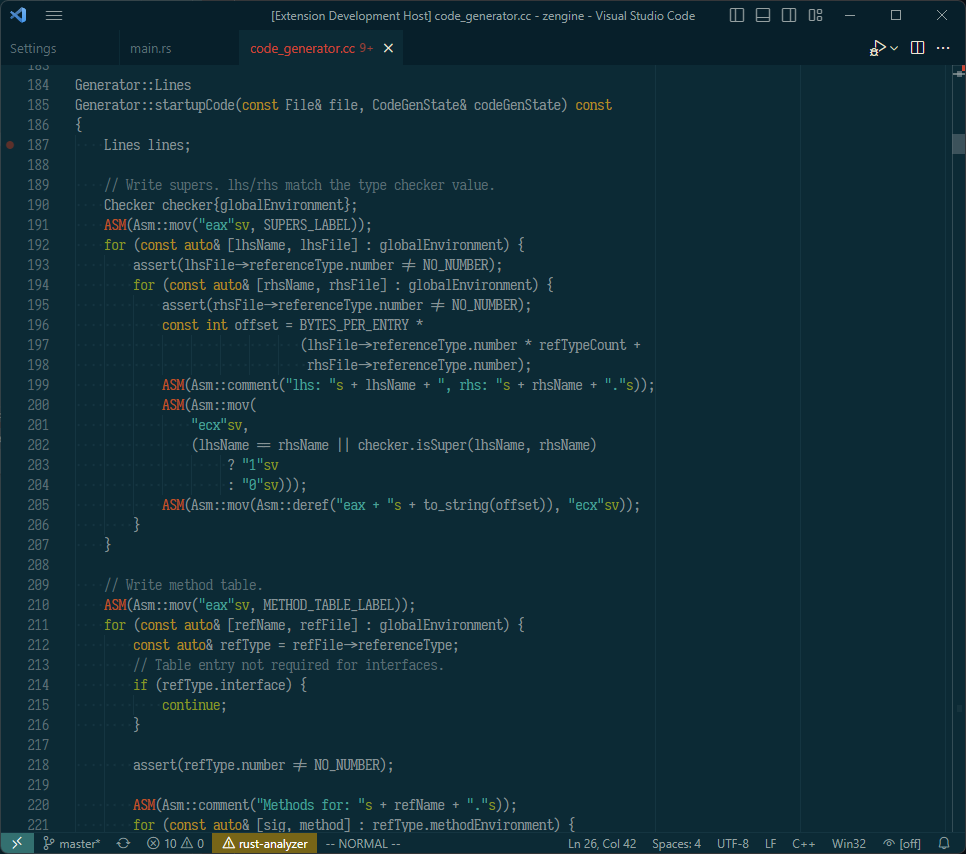 [Extension Development Host] code_generator.cc - zengine - Visual Studio Code
Settings main.rs code_generator.cc 9+
183
184 Generator::Lines
185 Generator::startupCode(const File& file, CodeGenState& codeGenState) const
186 {
187     Lines lines;
188
189     // Write supers. lhs/rhs match the type checker value.
190     Checker checker{globalEnvironment};
191     ASM(Asm::mov("eax"sv, SUPERS_LABEL));
192     for (const auto& [lhsName, lhsFile] : globalEnvironment) {
193         assert(lhsFile->referenceType.number != NO_NUMBER);
194         for (const auto& [rhsName, rhsFile] : globalEnvironment) {
195             assert(rhsFile->referenceType.number != NO_NUMBER);
196             const int offset = BYTES_PER_ENTRY *
197                                (lhsFile->referenceType.number * refTypeCount +
198                                 rhsFile->referenceType.number);
199             ASM(Asm::comment("lhs: "s + lhsName + ", rhs: "s + rhsName + "."s));
200             ASM(Asm::mov(
201                 "ecx"sv,
202                 (lhsName == rhsName || checker.isSuper(lhsName, rhsName)
203                      ? "1"sv
204                      : "0"sv)));
205             ASM(Asm::mov(Asm::deref("eax + "s + to_string(offset)), "ecx"sv));
206         }
207     }
208
209     // Write method table.
210     ASM(Asm::mov("eax"sv, METHOD_TABLE_LABEL));
211     for (const auto& [refName, refFile] : globalEnvironment) {
212         const auto& refType = refFile->referenceType;
213         // Table entry not required for interfaces.
214         if (refType.interface) {
215             continue;
216         }
217
218         assert(refType.number != NO_NUMBER);
219
220         ASM(Asm::comment("Methods for: "s + refName + "."s));
221         for (const auto& [sig, method] : refType.methodEnvironment) {
master* 10 0 rust-analyzer -- NORMAL -- Ln 26, Col 42 Spaces: 4 UTF-8 LF C++ Win32 [off]